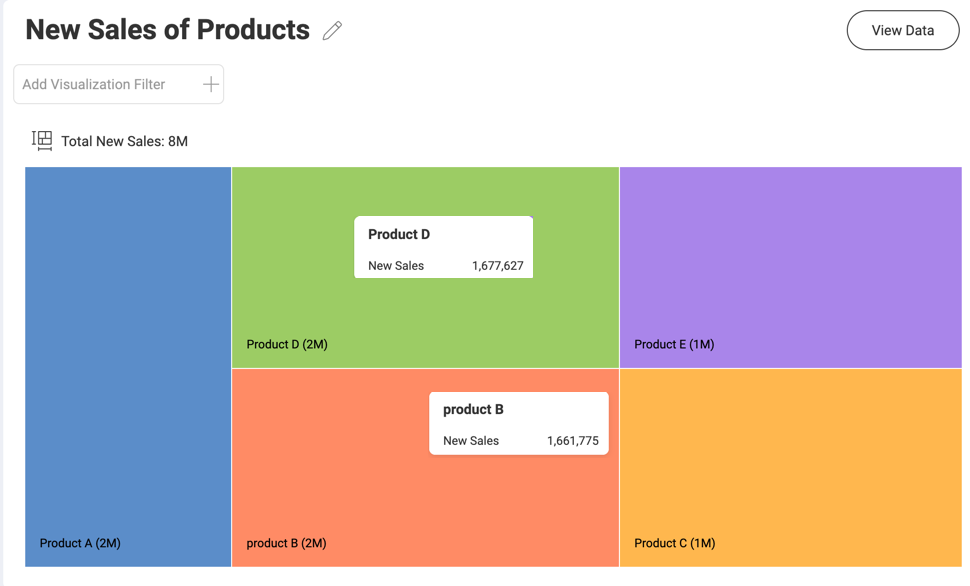 New Sales of Products
View Data
Add Visualization Filter
Total New Sales: 8M
Product D
New Sales 1,677,627
Product D (2M)
Product E (1M)
product B
New Sales 1,661,775
Product A (2M)
product B (2M)
Product C (1M)